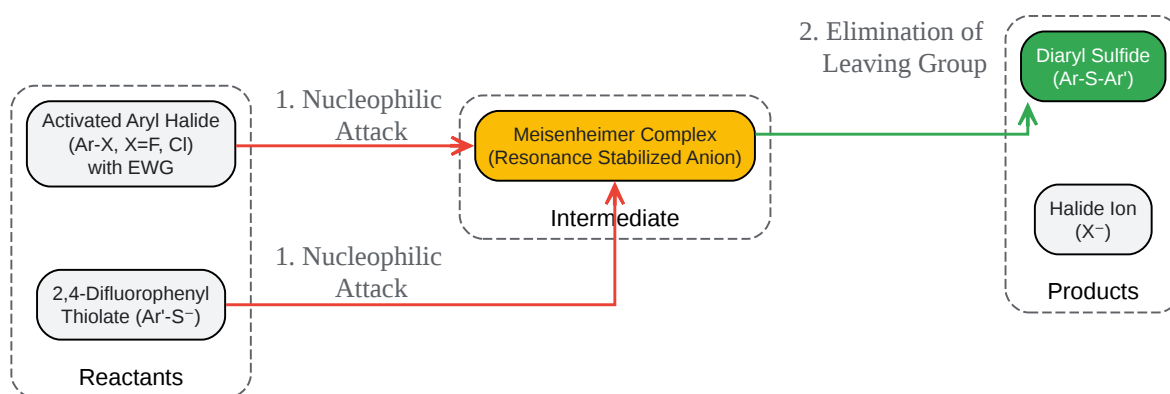 Activated Aryl Halide
(Ar-X, X=F, Cl)
with EWG
2,4-Difluorophenyl
Thiolate (Ar'-S⁻)
Reactants
1. Nucleophilic
Attack
1. Nucleophilic
Attack
Meisenheimer Complex
(Resonance Stabilized Anion)
Intermediate
2. Elimination of
Leaving Group
Diaryl Sulfide
(Ar-S-Ar')
Halide Ion
(X⁻)
Products